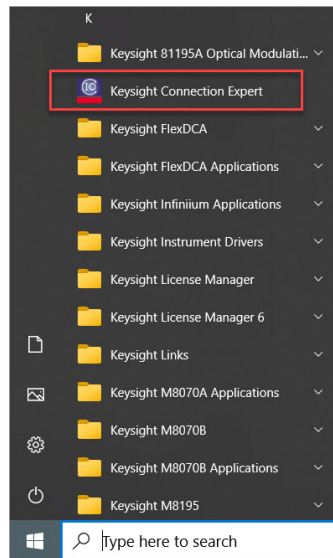 K
Keysight 81195A Optical Modulati...
IC
Keysight Connection Expert
Keysight FlexDCA
Keysight FlexDCA Applications
Keysight Infiniium Applications
Keysight Instrument Drivers
Keysight License Manager
Keysight License Manager 6
Keysight Links
Keysight M8070A Applications
Keysight M8070B
Keysight M8070B Applications
Keysight M8195
Type here to search